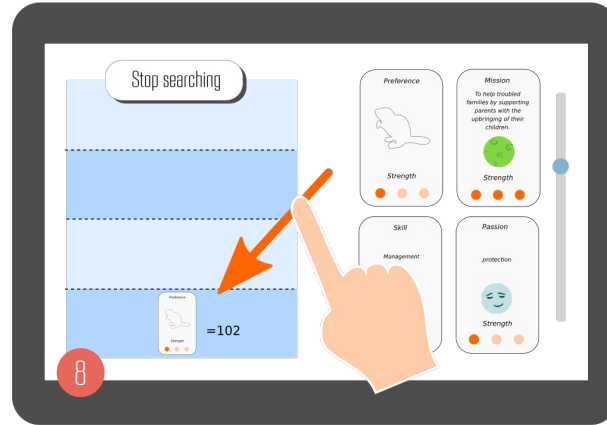 Stop searching
Preference
Strength
Mission
To help troubled
families by supporting
parents with the
upbringing of their
children.
Strength
Skill
Management
Passion
protection
Strength
Preference
Strength
=102
8